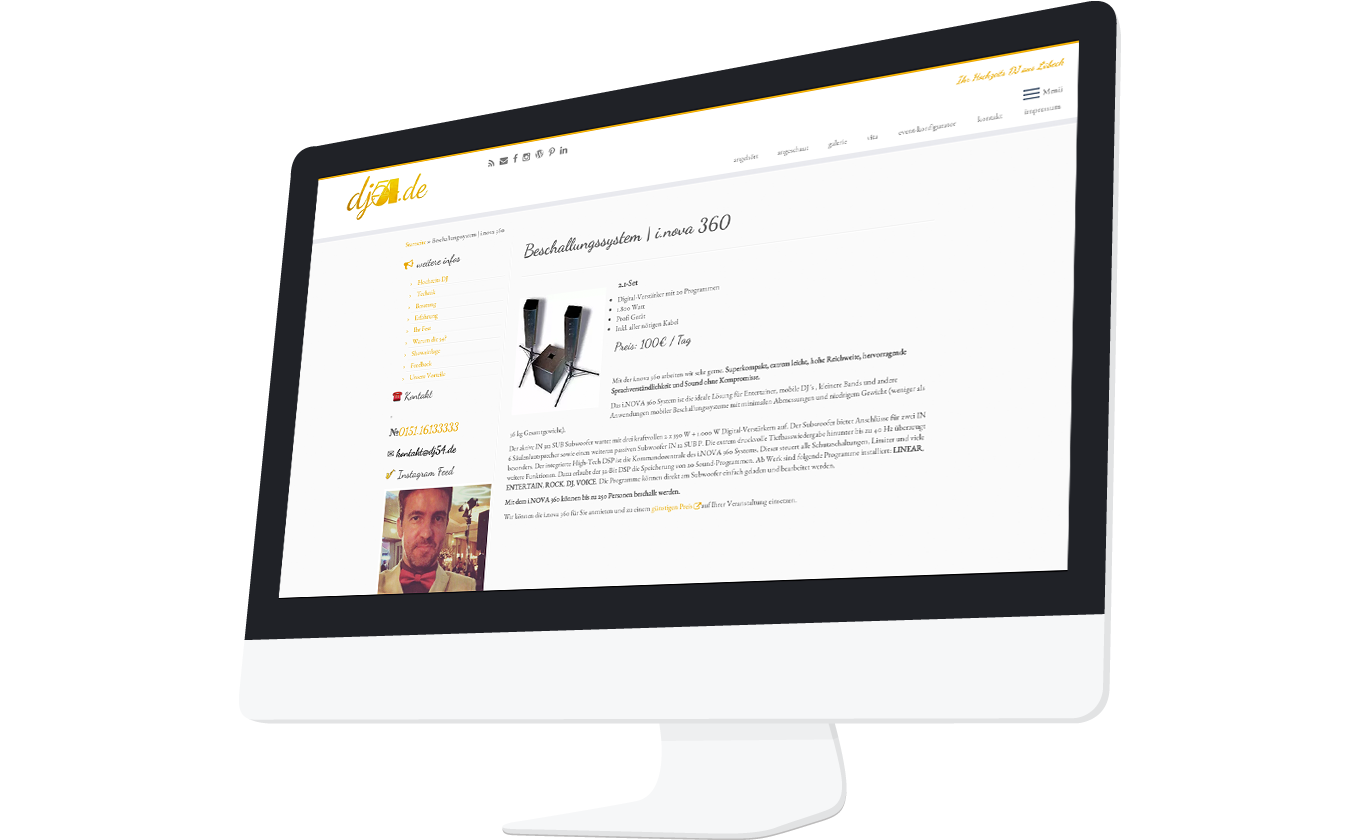 Ihr Hochzeits DJ aus Lübeck
Menü
dj54.de
angehört
angeschaut
galerie
vita
event-konfigurator
kontakt
impressum
Startseite » Beschallungssystem | i.nova 360
weitere infos
Hochzeits DJ
Technik
Beratung
Erfahrung
Ihr Fest
Warum der 54?
Feedback
Unsere Vorteile
Kontakt
0151.16133333
kontakt@dj54.de
Instagram Feed
Beschallungssystem | i.nova 360
2.1-Set
Digital-Verstärker mit 20 Programmen
1.800 Watt
Profi Gerät
Inkl. aller nötigen Kabel
Preis: 100€ / Tag
Mit der i.nova 360 arbeiten wir sehr gerne. Superkompakt, extrem leicht, hohe Reichweite, hervorragende
Sprachverständlichkeit und Sound ohne Kompromisse.
Das i.NOVA 360 System ist die ideale Lösung für Entertainer, mobile DJ´s , kleinere Bands und andere
Anwendungen mobiler Beschallungssysteme mit minimalen Abmessungen und niedrigem Gewicht (weniger als
36 kg Gesamtgewicht).
Der aktive IN 212 SUB Subwoofer wartet mit drei kraftvollen 2 x 350 W + 1.000 W Digital-Verstärkern auf. Der Subwoofer bietet Anschlüsse für zwei IN
6 Säulenlautsprecher sowie einen weiteren passiven Subwoofer IN 12 SUB P. Die extrem druckvolle Tiefbasswiedergabe herunter bis zu 40 Hz überzeugt
besonders. Der integrierte High-Tech DSP ist die Kommandozentrale des i.NOVA 360 Systems. Dieser steuert alle Schutzschaltungen, Limiter und viele
weitere Funktionen. Dazu erlaubt der 32-Bit DSP die Speicherung von 20 Sound-Programmen. Ab Werk sind folgende Programme installiert: LINEAR,
ENTERTAIN, ROCK, DJ, VOICE. Die Programme können direkt am Subwoofer einfach geladen und bearbeitet werden.
Mit dem i.NOVA 360 können bis zu 250 Personen beschallt werden.
Wir können die i.nova 360 für Sie anmieten und zu einem günstigen Preis auf Ihrer Veranstaltung einsetzen.